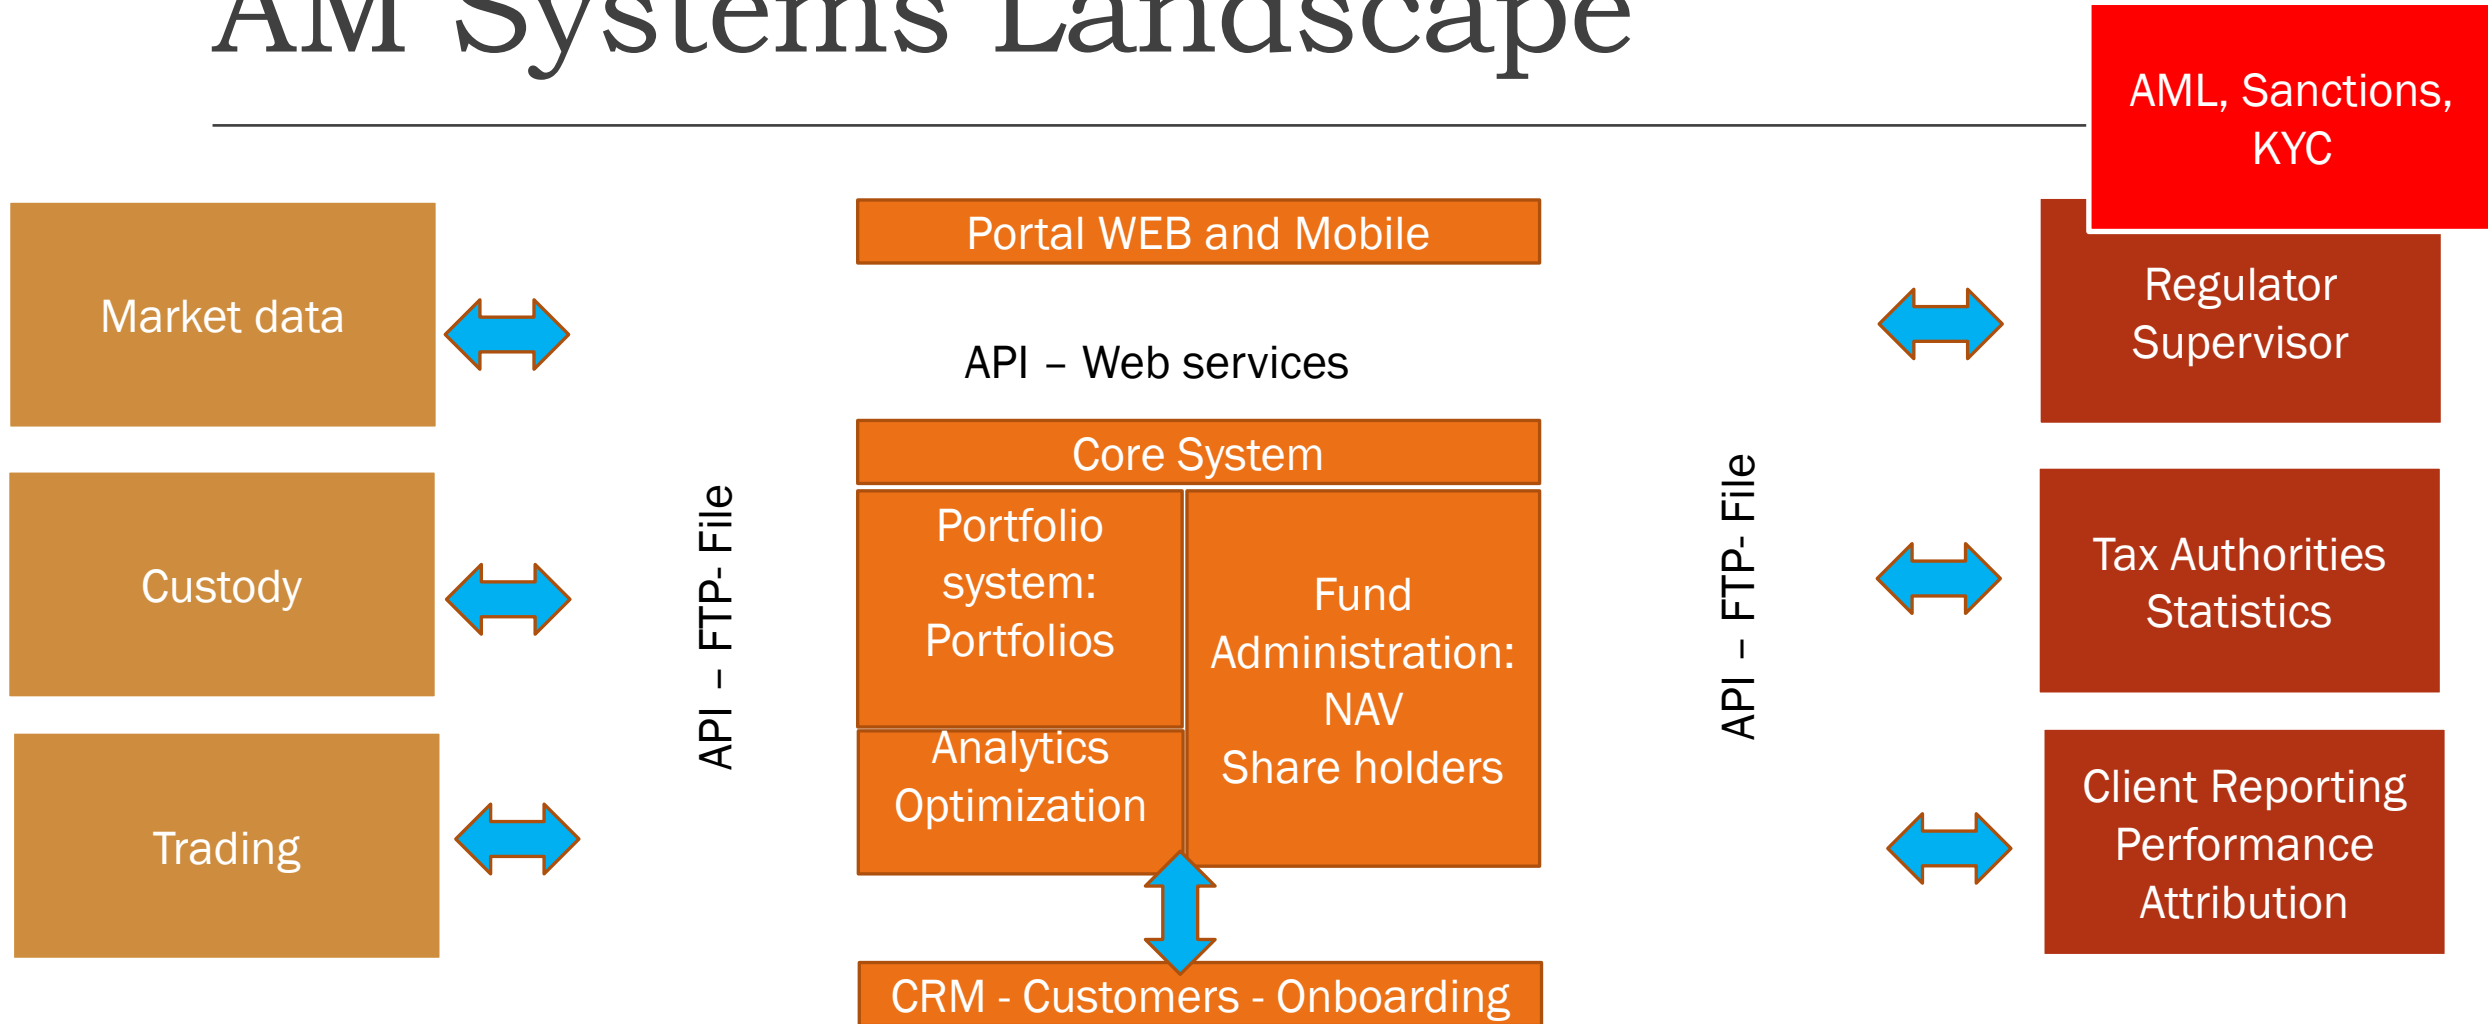 AM Systems Landscape
AML, Sanctions,
KYC
Portal WEB and Mobile
Market data
Regulator
Supervisor
API – Web services
Core System
API – FTP- File
API – FTP- File
Custody
Portfolio
system:
Portfolios
Fund
Administration:
NAV
Share holders
Tax Authorities
Statistics
Analytics
Optimization
Trading
Client Reporting
Performance
Attribution
CRM - Customers - Onboarding